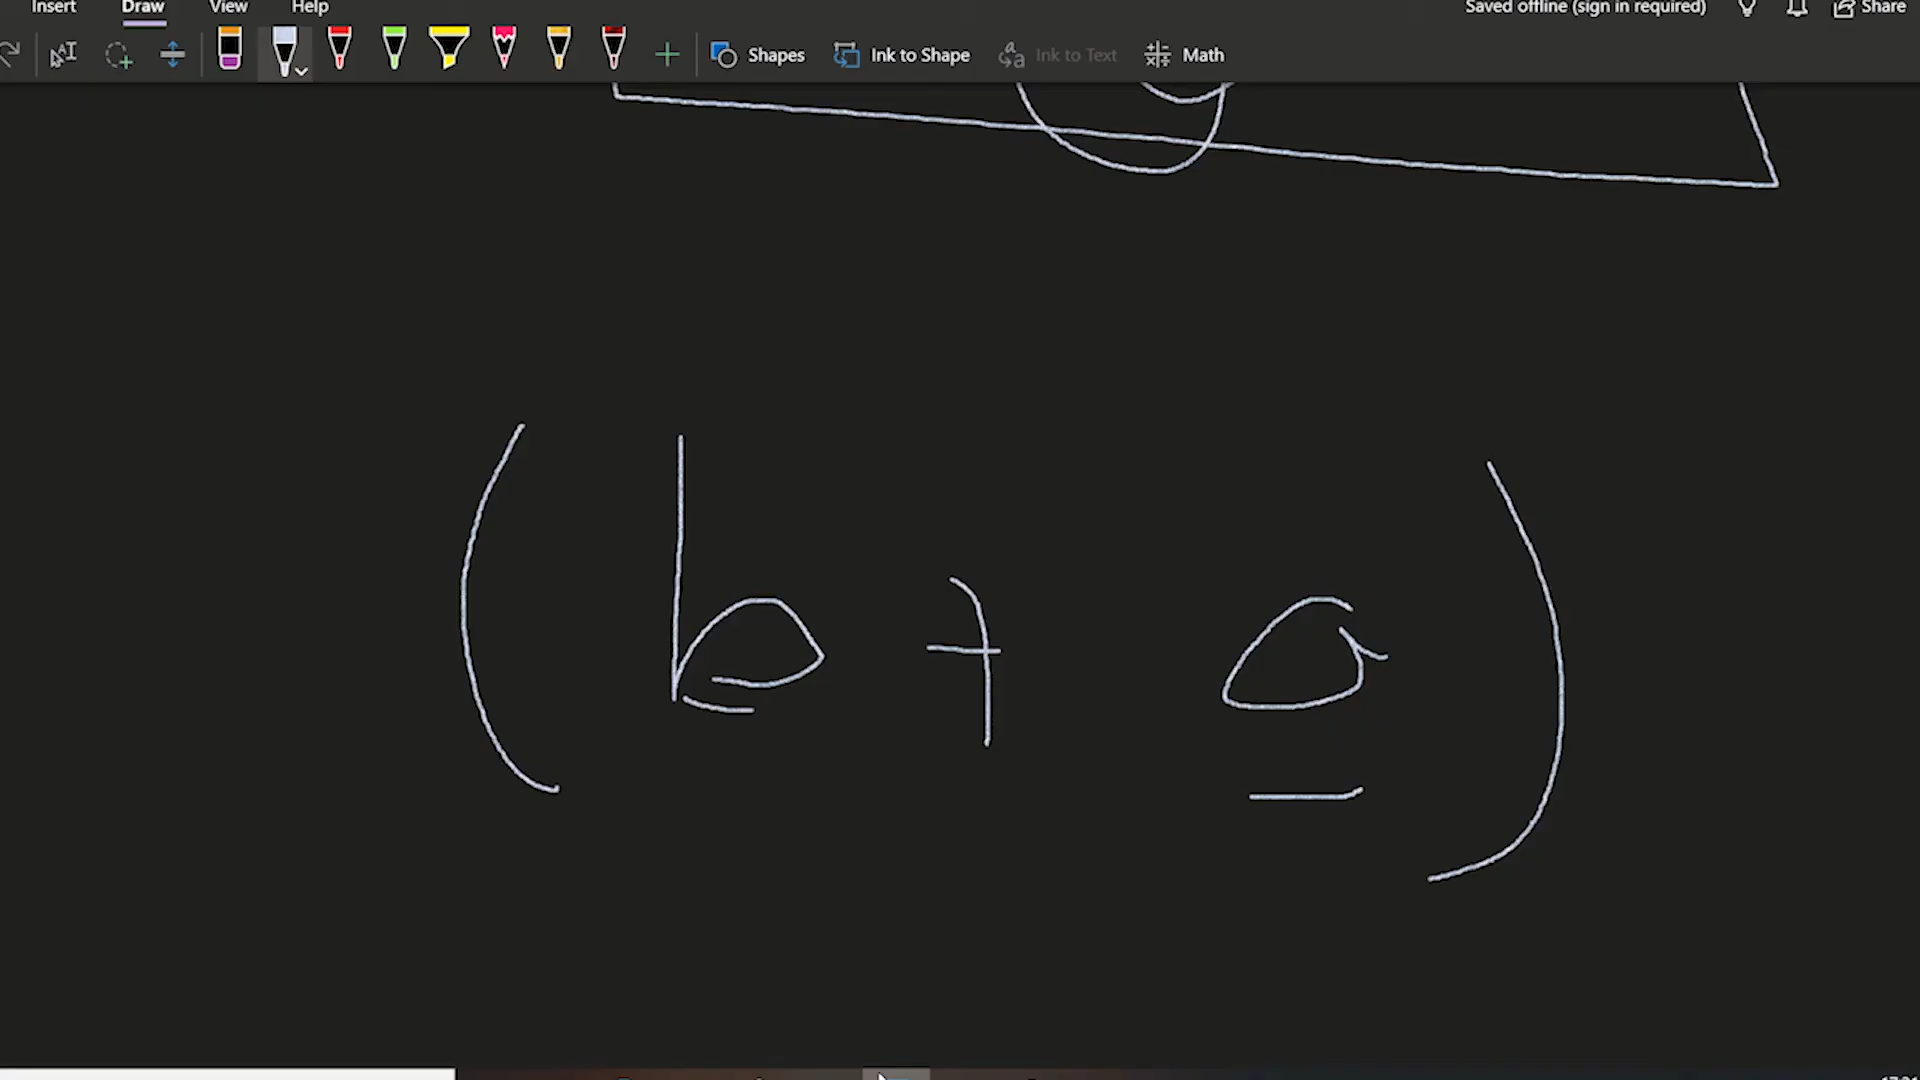 Insert Draw View Help Saved offline (sign in required) Share
Shapes Ink to Shape Ink to Text Math
(b + a)